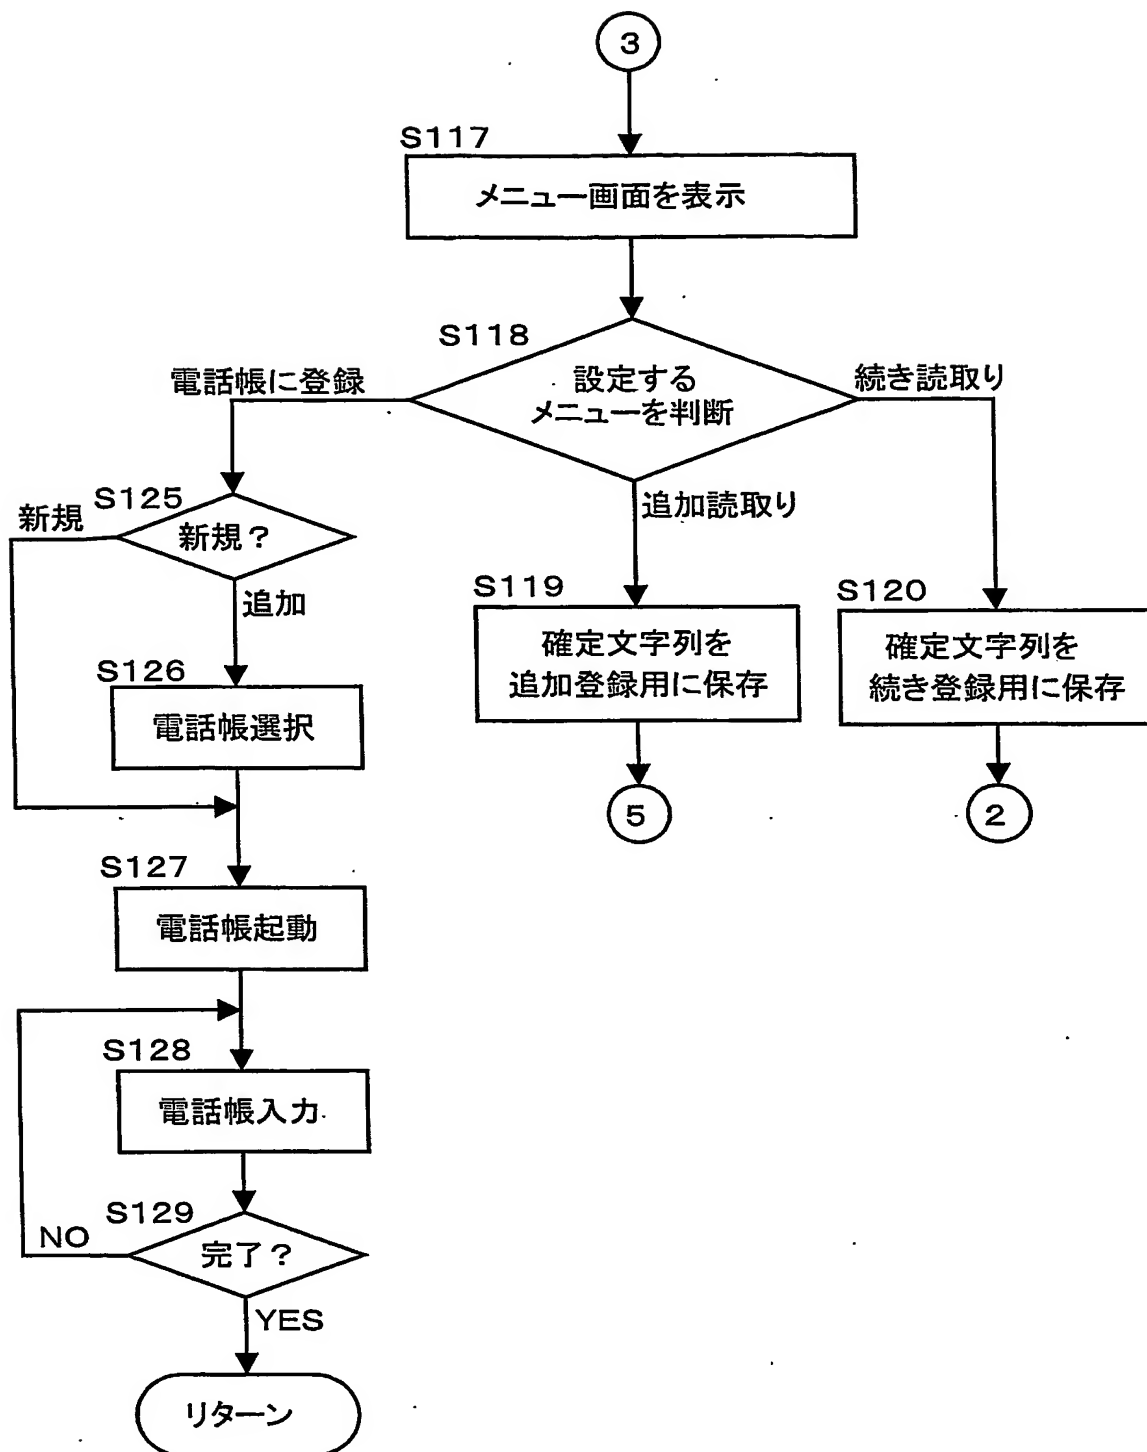 3
S117
メニュー画面を表示
S118
設定する
メニューを判断
電話帳に登録
続き読取り
追加読取り
S125
新規
新規？
追加
S126
電話帳選択
S127
電話帳起動
S128
電話帳入力
S129
完了？
NO
YES
リターン
S119
確定文字列を
追加登録用に保存
5
S120
確定文字列を
続き登録用に保存
2